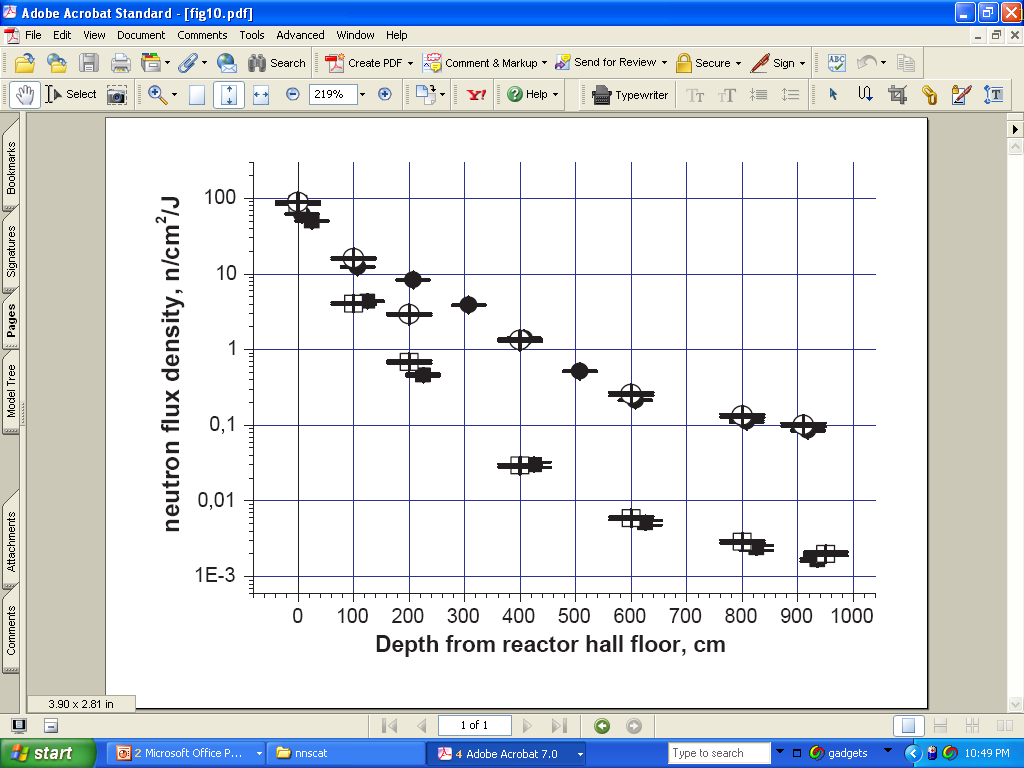 Adobe Acrobat Standard - [fig10.pdf]
File Edit View Document Comments Tools Advanced Window Help
Search Create PDF Comment & Markup Send for Review Secure Sign
Select 219% Y! Help Typewriter
Bookmarks
Signatures
Pages
Model Tree
Attachments
Comments
neutron flux density, n/cm²/J
100
10
1
0,1
0,01
1E-3
0 100 200 300 400 500 600 700 800 900 1000
Depth from reactor hall floor, cm
3.90 x 2.81 in
1 of 1
start 2 Microsoft Office P... nnscat 4 Adobe Acrobat 7.0 Type to search gadgets 10:49 PM